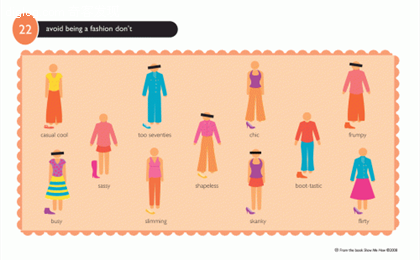 22 avoid being a fashion don't
casual cool
too seventies
chic
frumpy
sassy
shapeless
boot-tastic
busy
slimming
skanky
flirty
From the book Show Me How ©2008